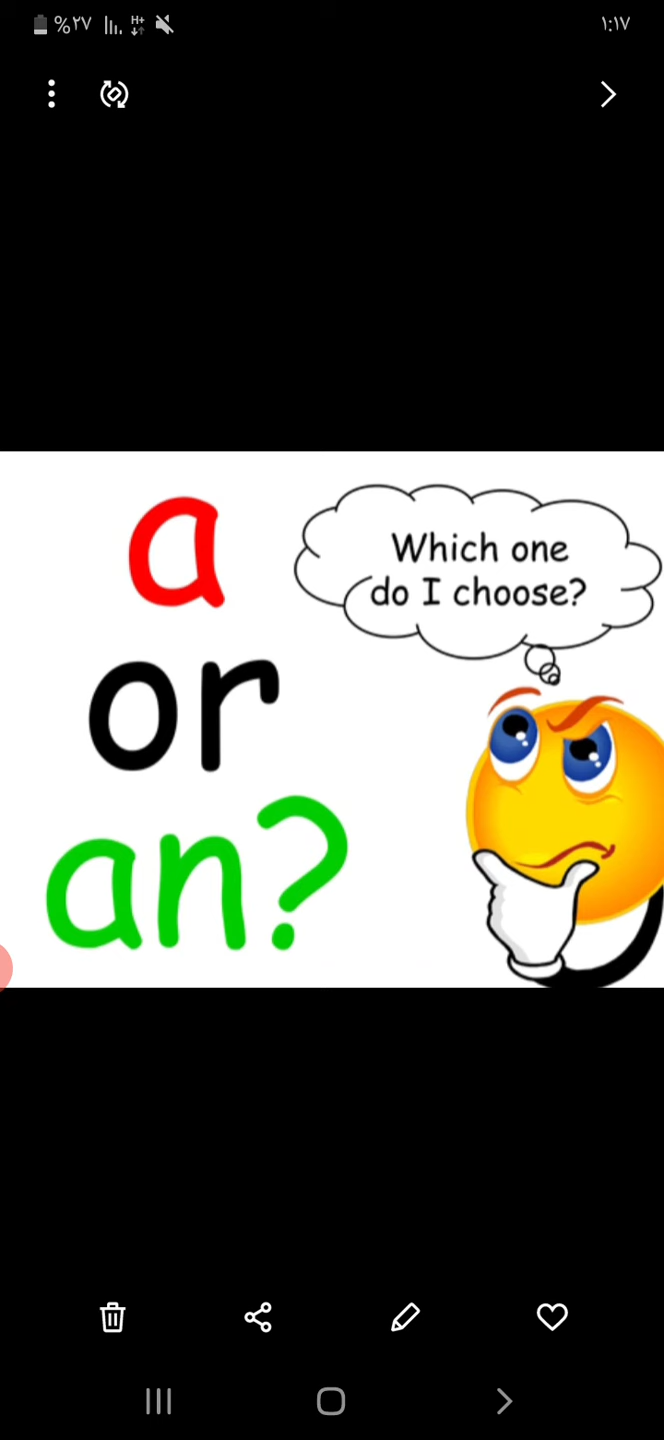 %۲۷ H+ ۱:۱۷
a
or
an?
Which one
do I choose?